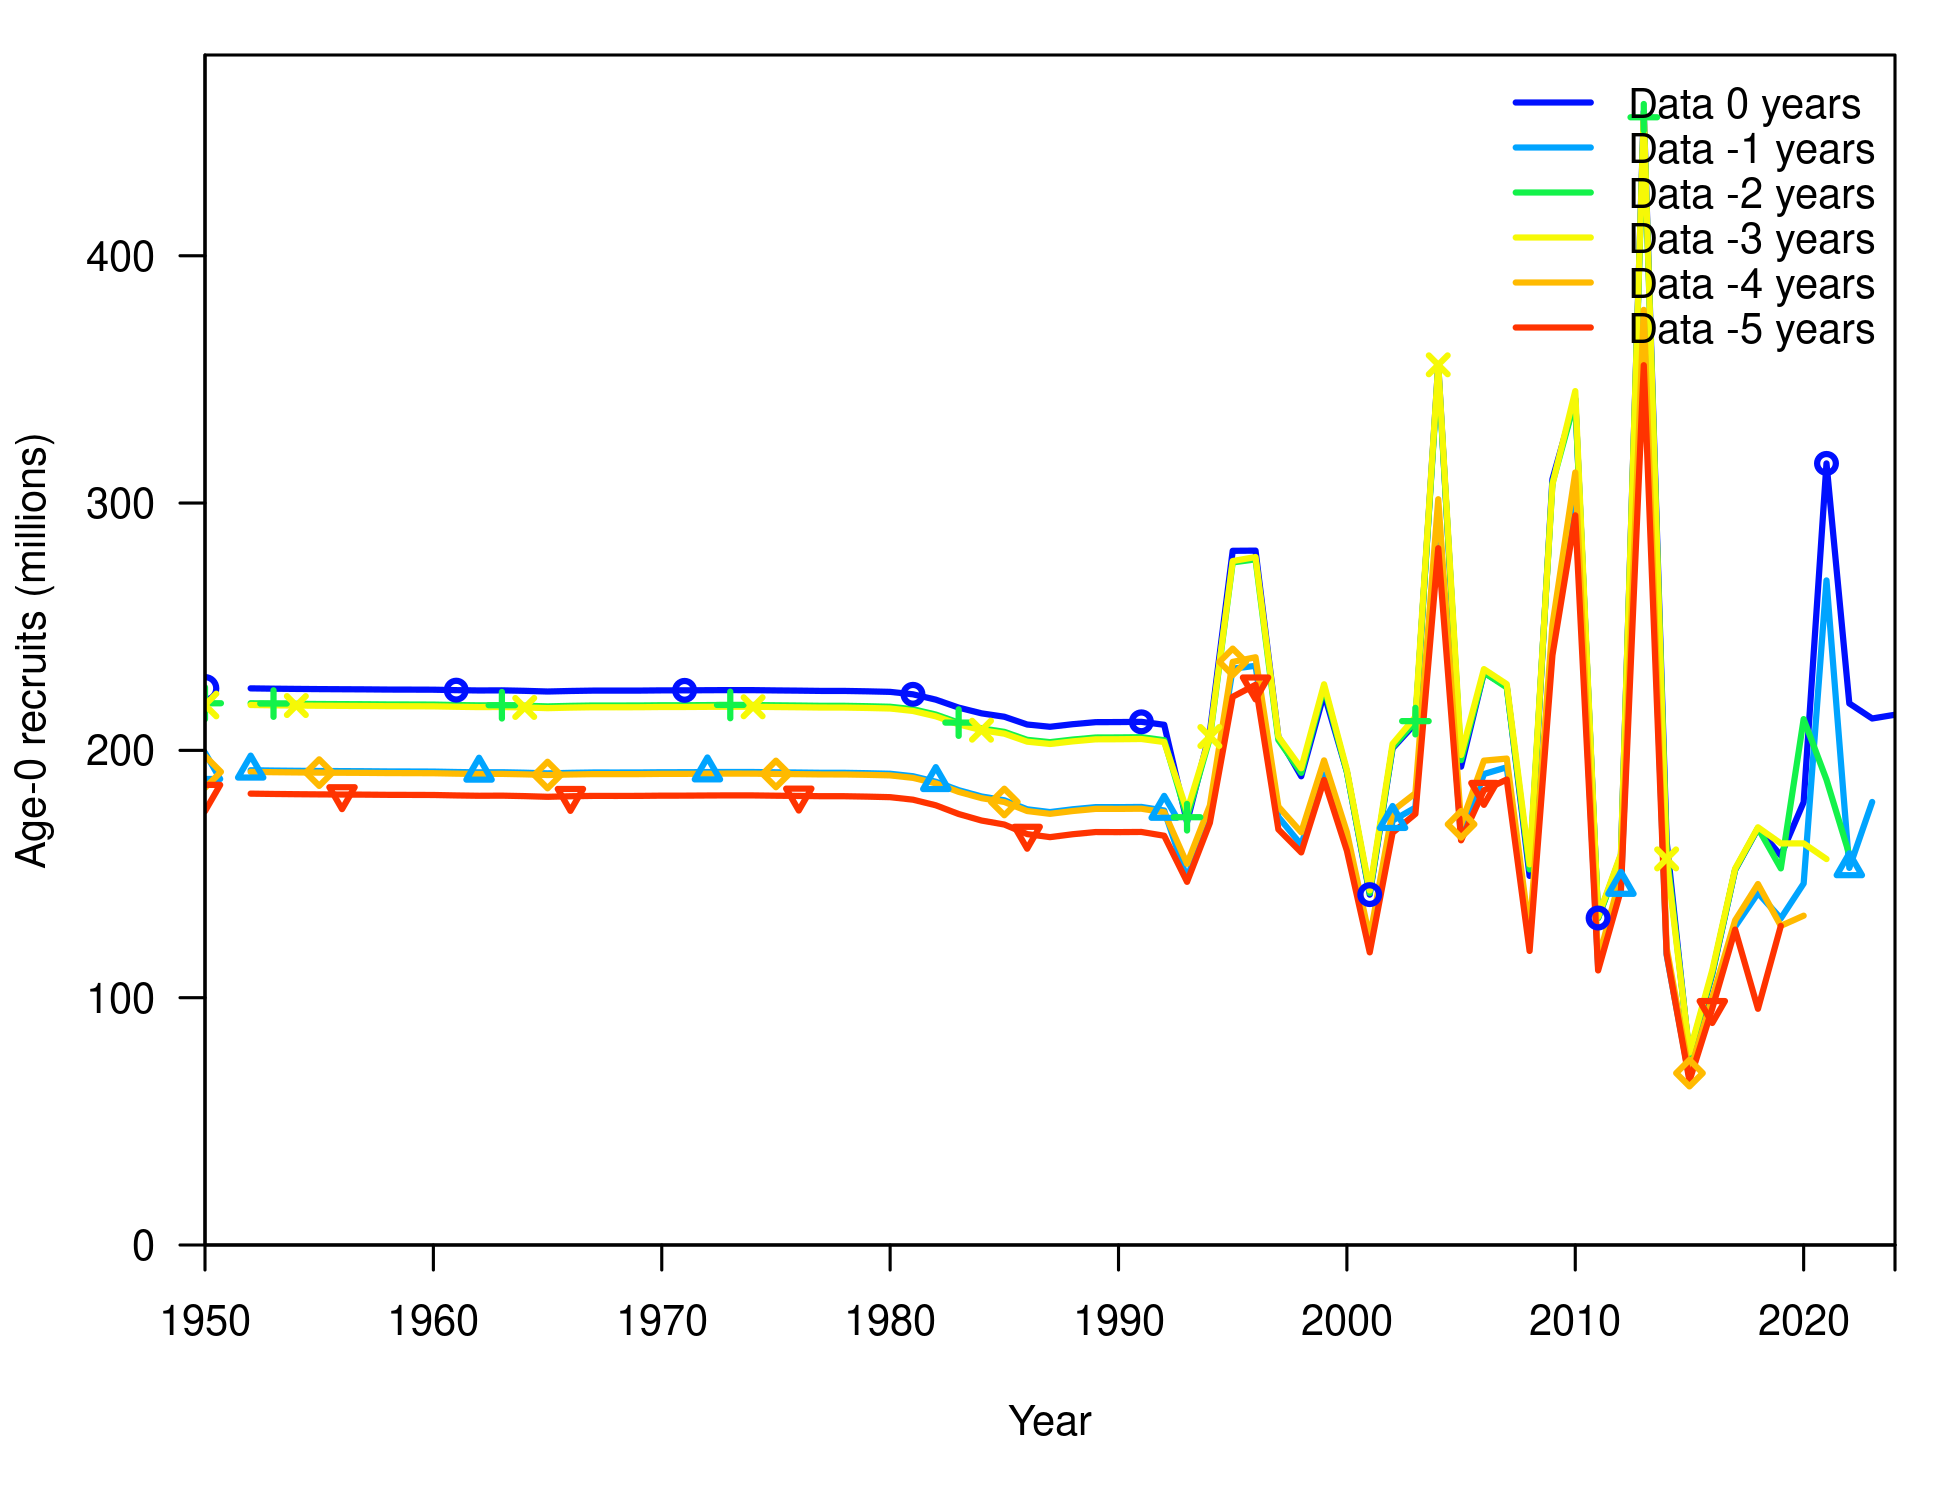 Data 0 years
Data -1 years
Data -2 years
Data -3 years
Data -4 years
Data -5 years
400
300
200
100
0
Age-0 recruits (millions)
1950 1960 1970 1980 1990 2000 2010 2020
Year